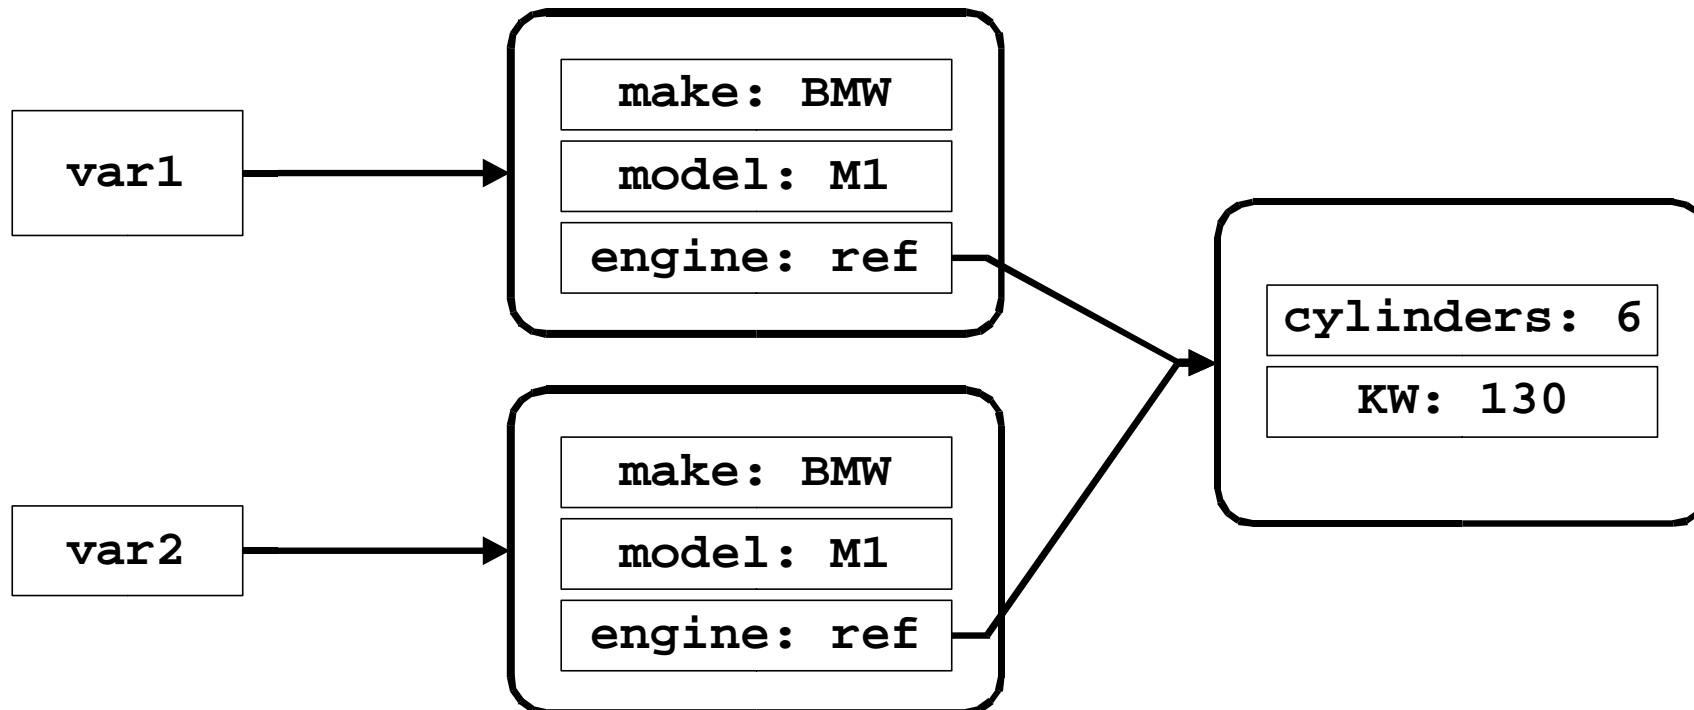 var1
make: BMW
model: M1
engine: ref
cylinders: 6
KW: 130
var2
make: BMW
model: M1
engine: ref